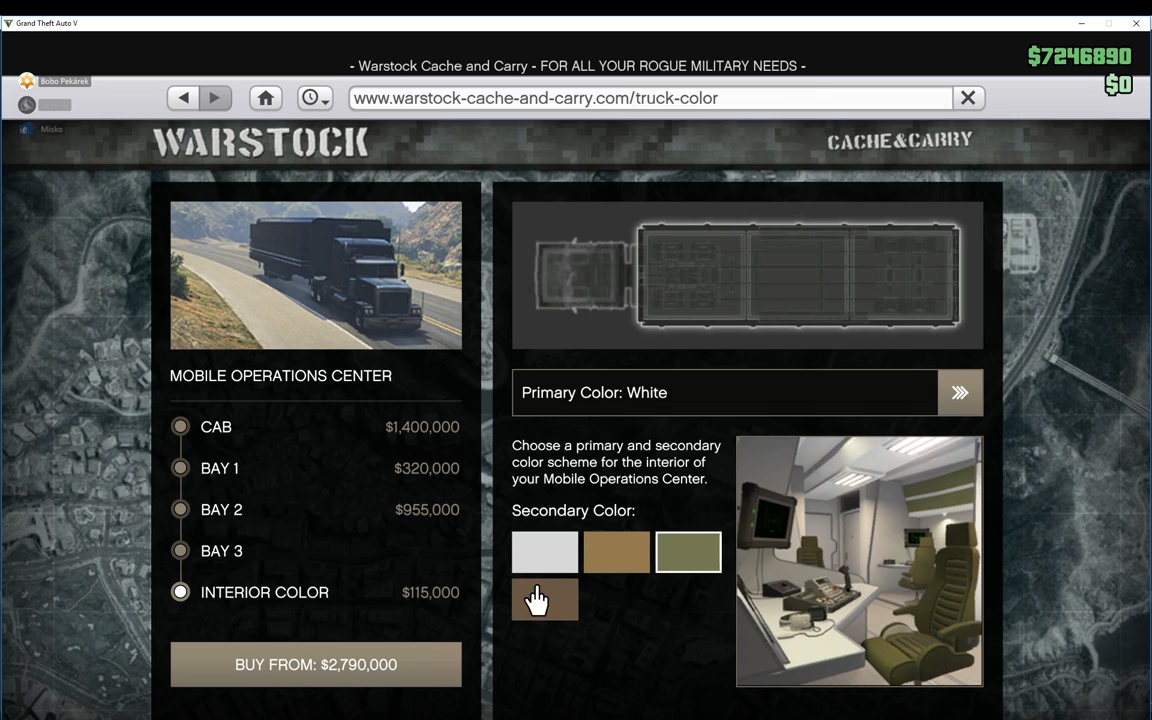 Grand Theft Auto V
$7246890
- Warstock Cache and Carry - FOR ALL YOUR ROGUE MILITARY NEEDS -
Bobo Pekárek
$0
www.warstock-cache-and-carry.com/truck-color
Misko
WARSTOCK
CACHE&CARRY
MOBILE OPERATIONS CENTER
CAB $1,400,000
BAY 1 $320,000
BAY 2 $955,000
BAY 3
INTERIOR COLOR $115,000
BUY FROM: $2,790,000
Primary Color: White
Choose a primary and secondary
color scheme for the interior of
your Mobile Operations Center.
Secondary Color: